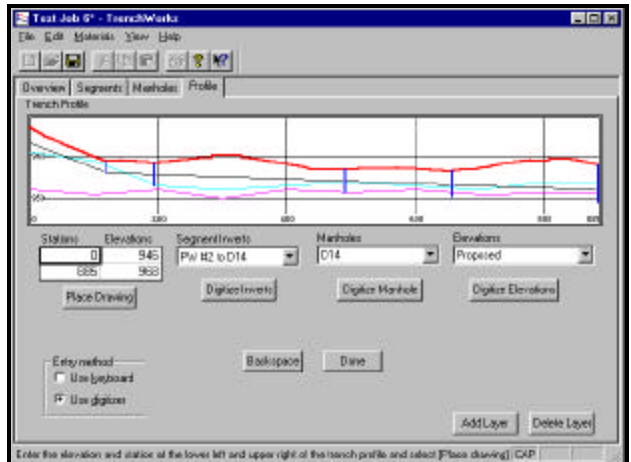 Test Job 6* - TrenchWorks
File Edit Materials View Help
Overview Segments Manholes Profile
Trench Profile
960
950
0 200 400 600 800 885
Stations Elevations Segment Inverts Manholes Elevations
0 946 PW #2 to D14 D14 Proposed
885 968
Place Drawing Digitize Inverts Digitize Manhole Digitize Elevations
Entry method Backspace Done
Use keyboard
Use digitizer
Add Layer Delete Layer
Enter the elevation and station at the lower left and upper right of the trench profile and select [Place drawing] CAP